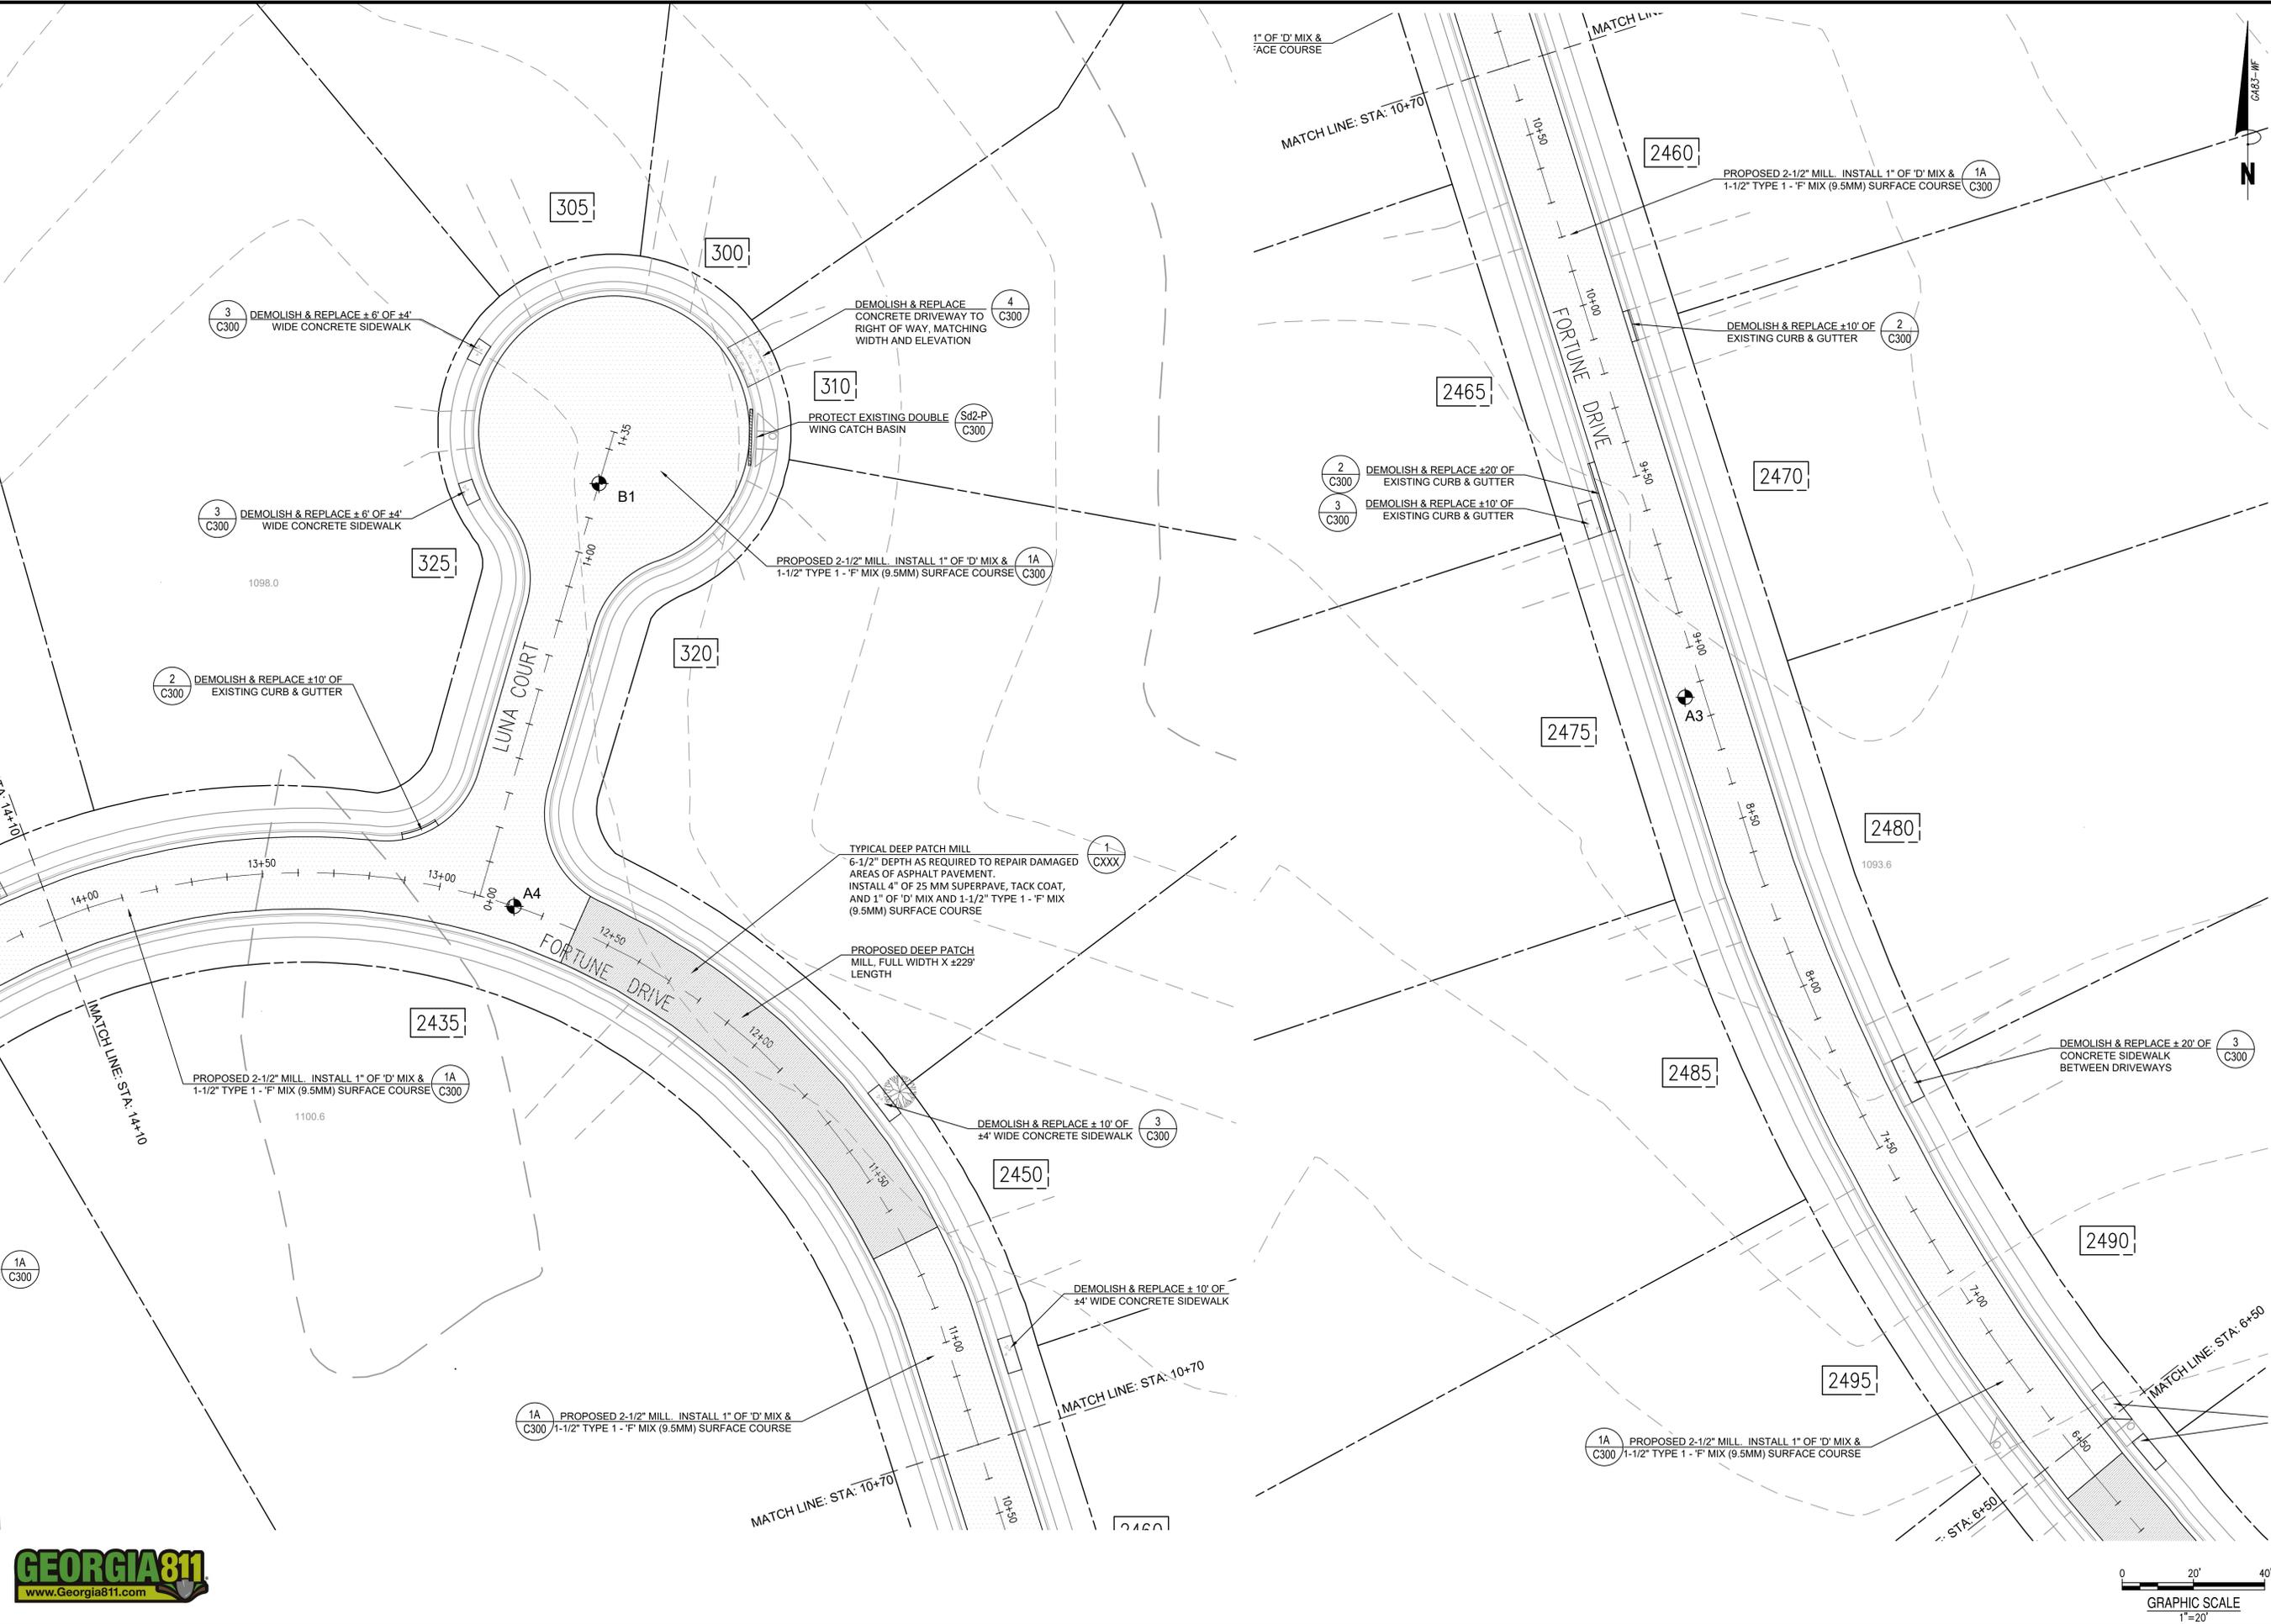 305
300
3
C300
DEMOLISH & REPLACE ± 6' OF ±4'
WIDE CONCRETE SIDEWALK
DEMOLISH & REPLACE
CONCRETE DRIVEWAY TO
RIGHT OF WAY, MATCHING
WIDTH AND ELEVATION
4
C300
310
PROTECT EXISTING DOUBLE
WING CATCH BASIN
Sd2-P
C300
1+35
B1
3
C300
DEMOLISH & REPLACE ± 6' OF ±4'
WIDE CONCRETE SIDEWALK
325
1098.0
1+00
PROPOSED 2-1/2" MILL. INSTALL 1" OF 'D' MIX &
1-1/2" TYPE 1 - 'F' MIX (9.5MM) SURFACE COURSE
1A
C300
320
LUNA COURT
2
C300
DEMOLISH & REPLACE ±10' OF
EXISTING CURB & GUTTER
TA: 14+10
14+00
13+50
13+00
0+00
A4
12+50
FORTUNE DRIVE
TYPICAL DEEP PATCH MILL
6-1/2" DEPTH AS REQUIRED TO REPAIR DAMAGED
AREAS OF ASPHALT PAVEMENT.
INSTALL 4" OF 25 MM SUPERPAVE, TACK COAT,
AND 1" OF 'D' MIX AND 1-1/2" TYPE 1 - 'F' MIX
(9.5MM) SURFACE COURSE
1
CXXX
PROPOSED DEEP PATCH
MILL, FULL WIDTH X ±229'
LENGTH
2435
MATCH LINE: STA: 14+10
12+00
PROPOSED 2-1/2" MILL. INSTALL 1" OF 'D' MIX &
1-1/2" TYPE 1 - 'F' MIX (9.5MM) SURFACE COURSE
1A
C300
1100.6
DEMOLISH & REPLACE ± 10' OF
±4' WIDE CONCRETE SIDEWALK
3
C300
11+50
2450
1A
C300
DEMOLISH & REPLACE ± 10' OF
±4' WIDE CONCRETE SIDEWALK
11+00
MATCH LINE: STA: 10+70
1A
C300
PROPOSED 2-1/2" MILL. INSTALL 1" OF 'D' MIX &
1-1/2" TYPE 1 - 'F' MIX (9.5MM) SURFACE COURSE
MATCH LINE: STA: 10+70
10+50
2460
1" OF 'D' MIX &
FACE COURSE
MATCH LIN
GA83-WF
N
MATCH LINE: STA: 10+70
10+50
2460
PROPOSED 2-1/2" MILL. INSTALL 1" OF 'D' MIX &
1-1/2" TYPE 1 - 'F' MIX (9.5MM) SURFACE COURSE
1A
C300
10+00
FORTUNE DRIVE
DEMOLISH & REPLACE ±10' OF
EXISTING CURB & GUTTER
2
C300
2465
2
C300
DEMOLISH & REPLACE ±20' OF
EXISTING CURB & GUTTER
3
C300
DEMOLISH & REPLACE ±10' OF
EXISTING CURB & GUTTER
9+50
2470
9+00
A3
2475
8+50
2480
1093.6
8+00
2485
DEMOLISH & REPLACE ± 20' OF
CONCRETE SIDEWALK
BETWEEN DRIVEWAYS
3
C300
7+50
2490
7+00
MATCH LINE: STA: 6+50
2495
1A
C300
PROPOSED 2-1/2" MILL. INSTALL 1" OF 'D' MIX &
1-1/2" TYPE 1 - 'F' MIX (9.5MM) SURFACE COURSE
6+50
STA: 6+50
GEORGIA811
www.Georgia811.com
0 20' 40'
GRAPHIC SCALE
1"=20'